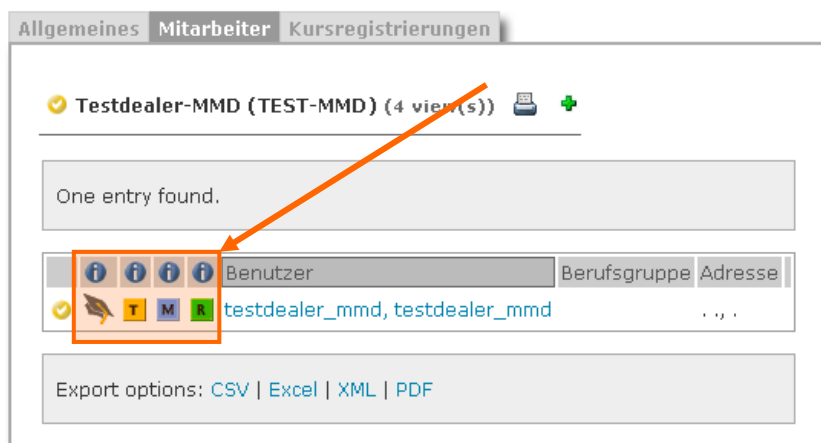 Allgemeines Mitarbeiter Kursregistrierungen
Testdealer-MMD (TEST-MMD) (4 view(s))
One entry found.
i i i i Benutzer Berufsgruppe Adresse
T M R testdealer_mmd, testdealer_mmd . ., .
Export options: CSV | Excel | XML | PDF